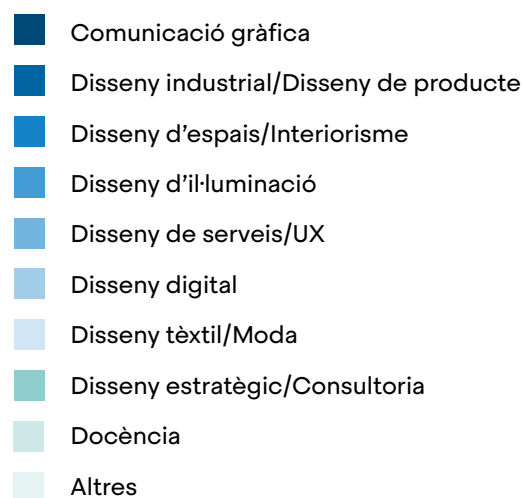 Comunicació gràfica
Disseny industrial/Disseny de producte
Disseny d’espais/Interiorisme
Disseny d’il·luminació
Disseny de serveis/UX
Disseny digital
Disseny tèxtil/Moda
Disseny estratègic/Consultoria
Docència
Altres